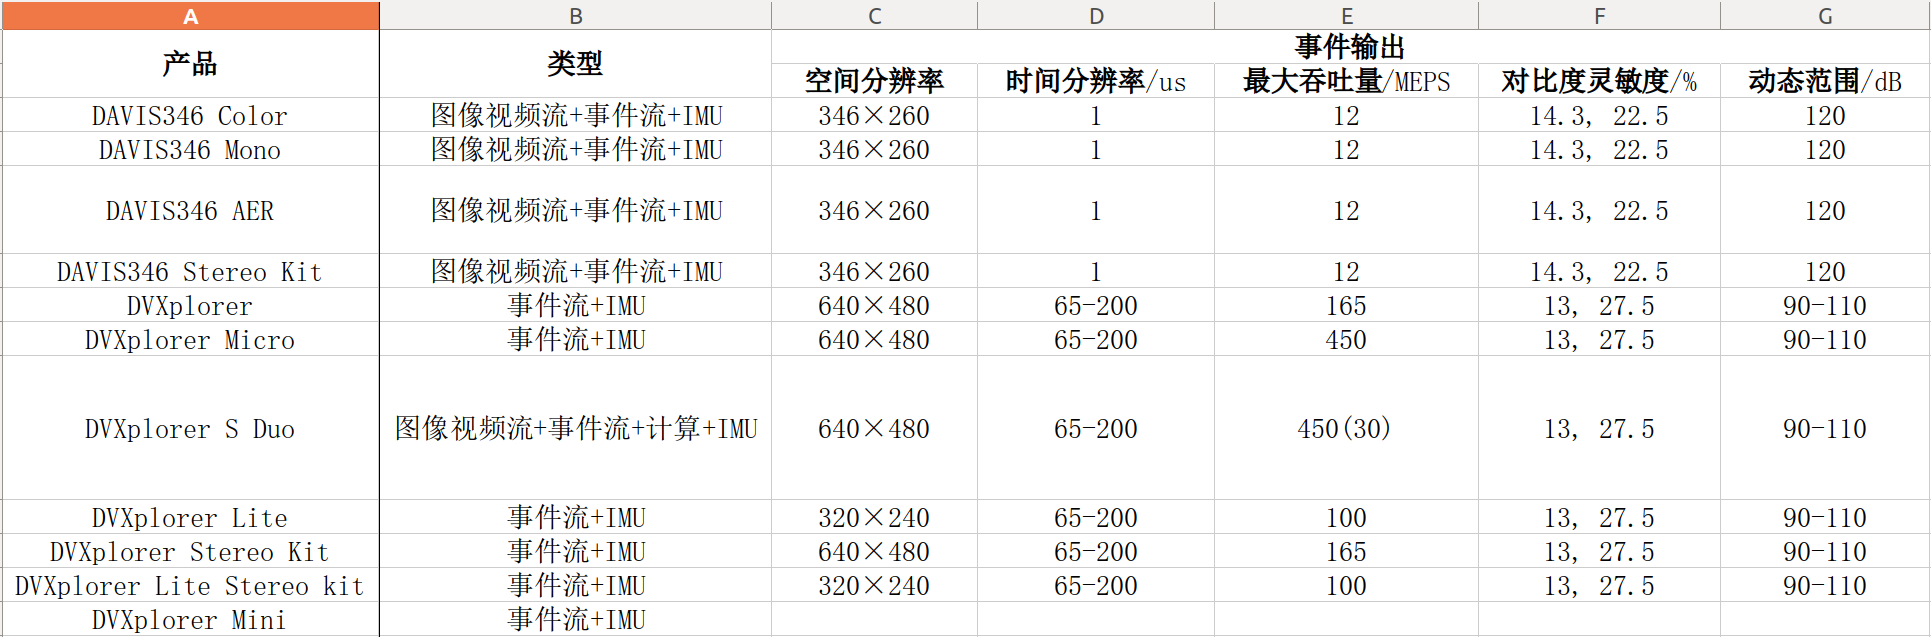 A B C D E F G
产品 类型 事件输出
空间分辨率 时间分辨率/us 最大吞吐量/MEPS 对比度灵敏度/% 动态范围/dB
DAVIS346 Color 图像视频流+事件流+IMU 346×260 1 12 14.3, 22.5 120
DAVIS346 Mono 图像视频流+事件流+IMU 346×260 1 12 14.3, 22.5 120
DAVIS346 AER 图像视频流+事件流+IMU 346×260 1 12 14.3, 22.5 120
DAVIS346 Stereo Kit 图像视频流+事件流+IMU 346×260 1 12 14.3, 22.5 120
DVXplorer 事件流+IMU 640×480 65-200 165 13, 27.5 90-110
DVXplorer Micro 事件流+IMU 640×480 65-200 450 13, 27.5 90-110
DVXplorer S Duo 图像视频流+事件流+计算+IMU 640×480 65-200 450(30) 13, 27.5 90-110
DVXplorer Lite 事件流+IMU 320×240 65-200 100 13, 27.5 90-110
DVXplorer Stereo Kit 事件流+IMU 640×480 65-200 165 13, 27.5 90-110
DVXplorer Lite Stereo kit 事件流+IMU 320×240 65-200 100 13, 27.5 90-110
DVXplorer Mini 事件流+IMU